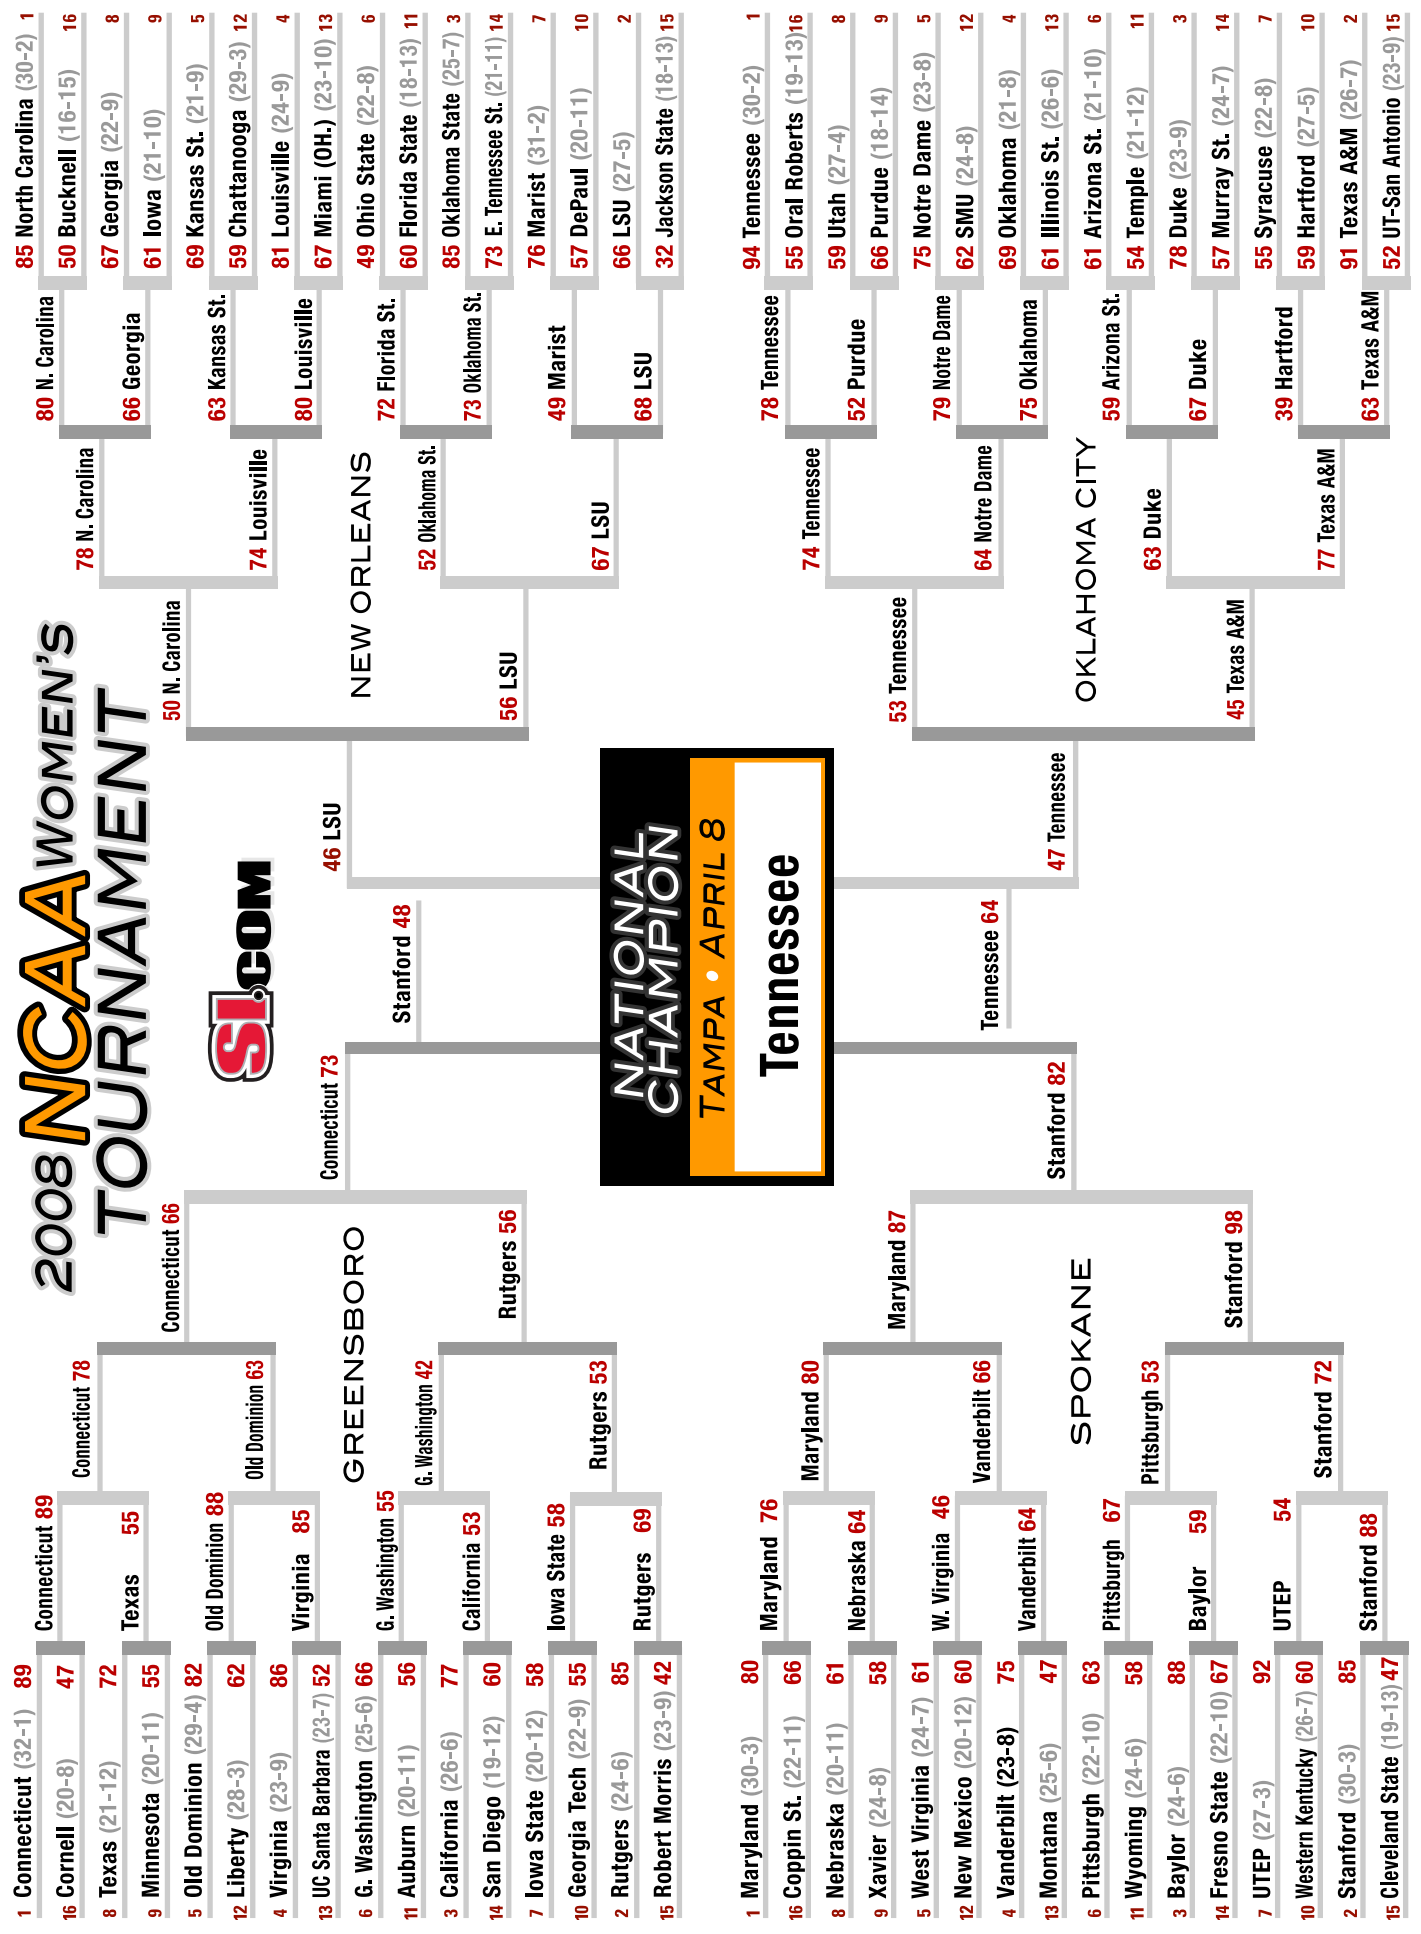 2008 NCAA WOMEN'S
TOURNAMENT
SI.COM
GREENSBORO
1 Connecticut (32-1) 89
16 Cornell (20-8) 47
8 Texas (21-12) 72
9 Minnesota (20-11) 55
5 Old Dominion (29-4) 82
12 Liberty (28-3) 62
4 Virginia (23-9) 86
13 UC Santa Barbara (23-7) 52
6 G. Washington (25-6) 66
11 Auburn (20-11) 56
3 California (26-6) 77
14 San Diego (19-12) 60
7 Iowa State (20-12) 58
10 Georgia Tech (22-9) 55
2 Rutgers (24-6) 85
15 Robert Morris (23-9) 42
Connecticut 89
Texas 55
Old Dominion 88
Virginia 85
G. Washington 55
California 53
Iowa State 58
Rutgers 69
Connecticut 78
Old Dominion 63
G. Washington 42
Rutgers 53
Connecticut 66
Rutgers 56
Connecticut 73
SPOKANE
1 Maryland (30-3) 80
16 Coppin St. (22-11) 66
8 Nebraska (20-11) 61
9 Xavier (24-8) 58
5 West Virginia (24-7) 61
12 New Mexico (20-12) 60
4 Vanderbilt (23-8) 75
13 Montana (25-6) 47
6 Pittsburgh (22-10) 63
11 Wyoming (24-6) 58
3 Baylor (24-6) 88
14 Fresno State (22-10) 67
7 UTEP (27-3) 92
10 Western Kentucky (26-7) 60
2 Stanford (30-3) 85
15 Cleveland State (19-13) 47
Maryland 76
Nebraska 64
W. Virginia 46
Vanderbilt 64
Pittsburgh 67
Baylor 59
UTEP 54
Stanford 88
Maryland 80
Vanderbilt 66
Pittsburgh 53
Stanford 72
Maryland 87
Stanford 98
Stanford 82
Stanford 48
Tennessee 64
NATIONAL
CHAMPION
TAMPA • APRIL 8
Tennessee
NEW ORLEANS
85 North Carolina (30-2) 1
50 Bucknell (16-15) 16
67 Georgia (22-9) 8
61 Iowa (21-10) 9
69 Kansas St. (21-9) 5
59 Chattanooga (29-3) 12
81 Louisville (24-9) 4
67 Miami (OH.) (23-10) 13
49 Ohio State (22-8) 6
60 Florida State (18-13) 11
85 Oklahoma State (25-7) 3
73 E. Tennessee St. (21-11) 14
76 Marist (31-2) 7
57 DePaul (20-11) 10
66 LSU (27-5) 2
32 Jackson State (18-13) 15
80 N. Carolina
66 Georgia
63 Kansas St.
80 Louisville
72 Florida St.
73 Oklahoma St.
49 Marist
68 LSU
78 N. Carolina
74 Louisville
52 Oklahoma St.
67 LSU
50 N. Carolina
56 LSU
46 LSU
OKLAHOMA CITY
94 Tennessee (30-2) 1
55 Oral Roberts (19-13) 16
59 Utah (27-4) 8
66 Purdue (18-14) 9
75 Notre Dame (23-8) 5
62 SMU (24-8) 12
69 Oklahoma (21-8) 4
61 Illinois St. (26-6) 13
61 Arizona St. (21-10) 6
54 Temple (21-12) 11
78 Duke (23-9) 3
57 Murray St. (24-7) 14
55 Syracuse (22-8) 7
59 Hartford (27-5) 10
91 Texas A&M (26-7) 2
52 UT-San Antonio (23-9) 15
78 Tennessee
52 Purdue
79 Notre Dame
75 Oklahoma
59 Arizona St.
67 Duke
39 Hartford
63 Texas A&M
74 Tennessee
64 Notre Dame
63 Duke
77 Texas A&M
53 Tennessee
45 Texas A&M
47 Tennessee